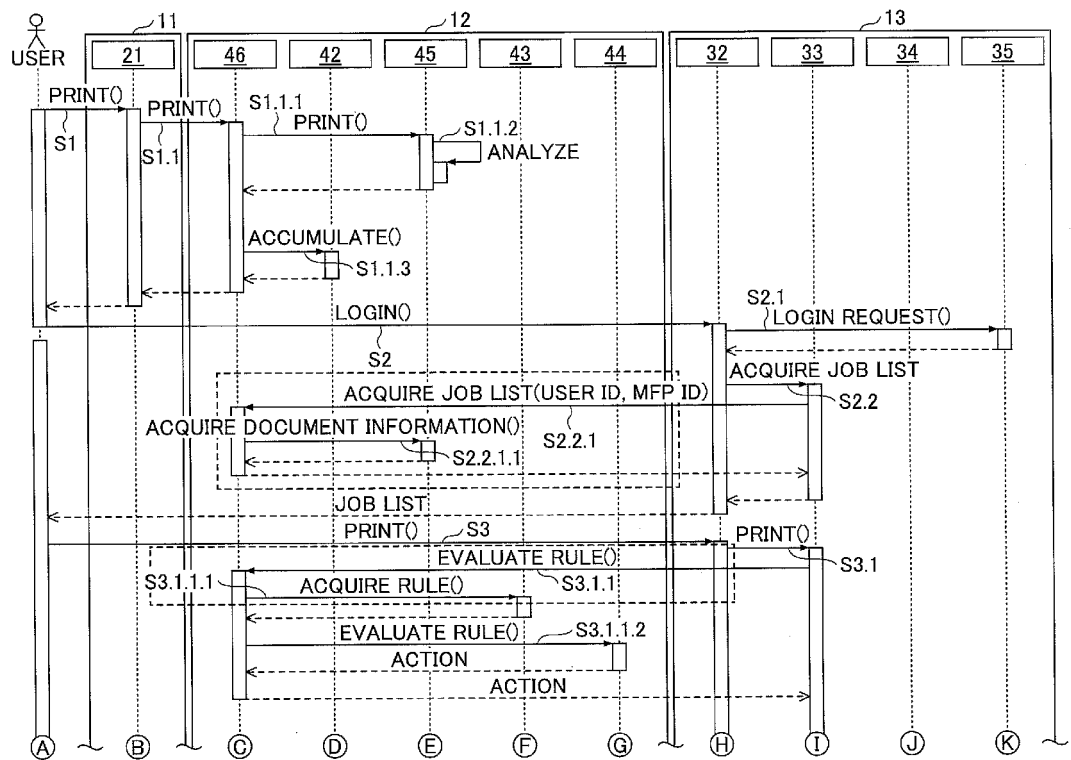 11
12
13
USER
21
46
42
45
43
44
32
33
34
35
PRINT()
S1
PRINT()
S1.1
S1.1.1
PRINT()
S1.1.2
ANALYZE
ACCUMULATE()
S1.1.3
LOGIN()
S2
S2.1
LOGIN REQUEST()
ACQUIRE JOB LIST
S2.2
ACQUIRE JOB LIST(USER ID, MFP ID)
S2.2.1
ACQUIRE DOCUMENT INFORMATION()
S2.2.1.1
JOB LIST
PRINT()
S3
PRINT()
S3.1
EVALUATE RULE()
S3.1.1
S3.1.1.1
ACQUIRE RULE()
EVALUATE RULE()
S3.1.1.2
ACTION
ACTION
A
B
C
D
E
F
G
H
I
J
K